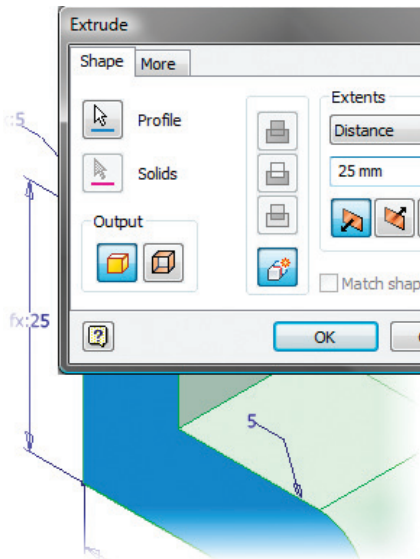 Extrude
Shape More
Profile
Solids
Output
Extents
Distance
25 mm
Match shap
OK
:5
fx:25
5